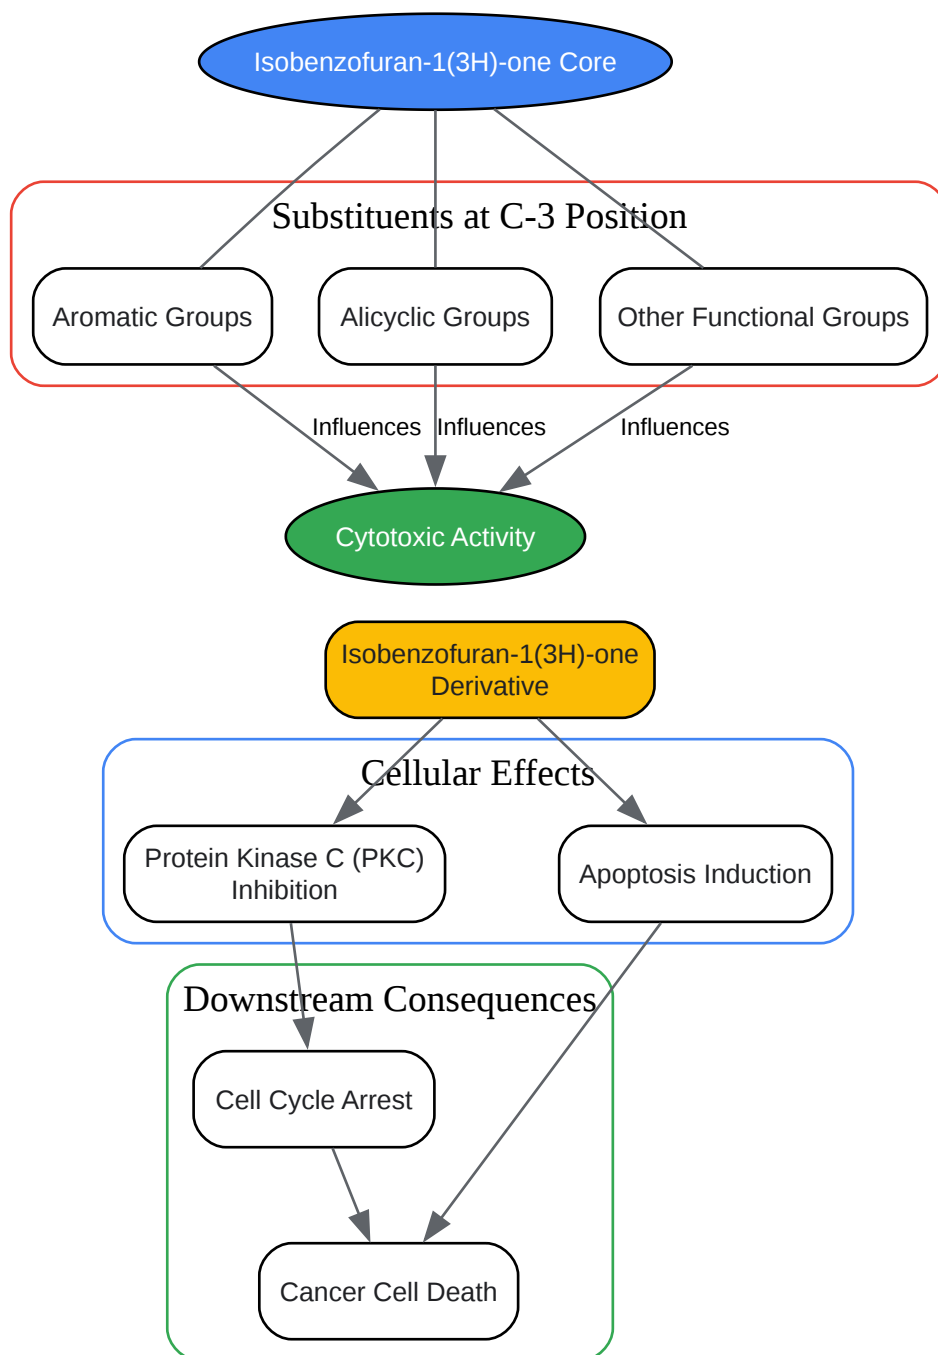 Isobenzofuran-1(3H)-one Core
Substituents at C-3 Position
Aromatic Groups
Alicyclic Groups
Other Functional Groups
Influences
Influences
Influences
Cytotoxic Activity
Isobenzofuran-1(3H)-one
Derivative
Cellular Effects
Protein Kinase C (PKC)
Inhibition
Apoptosis Induction
Downstream Consequences
Cell Cycle Arrest
Cancer Cell Death